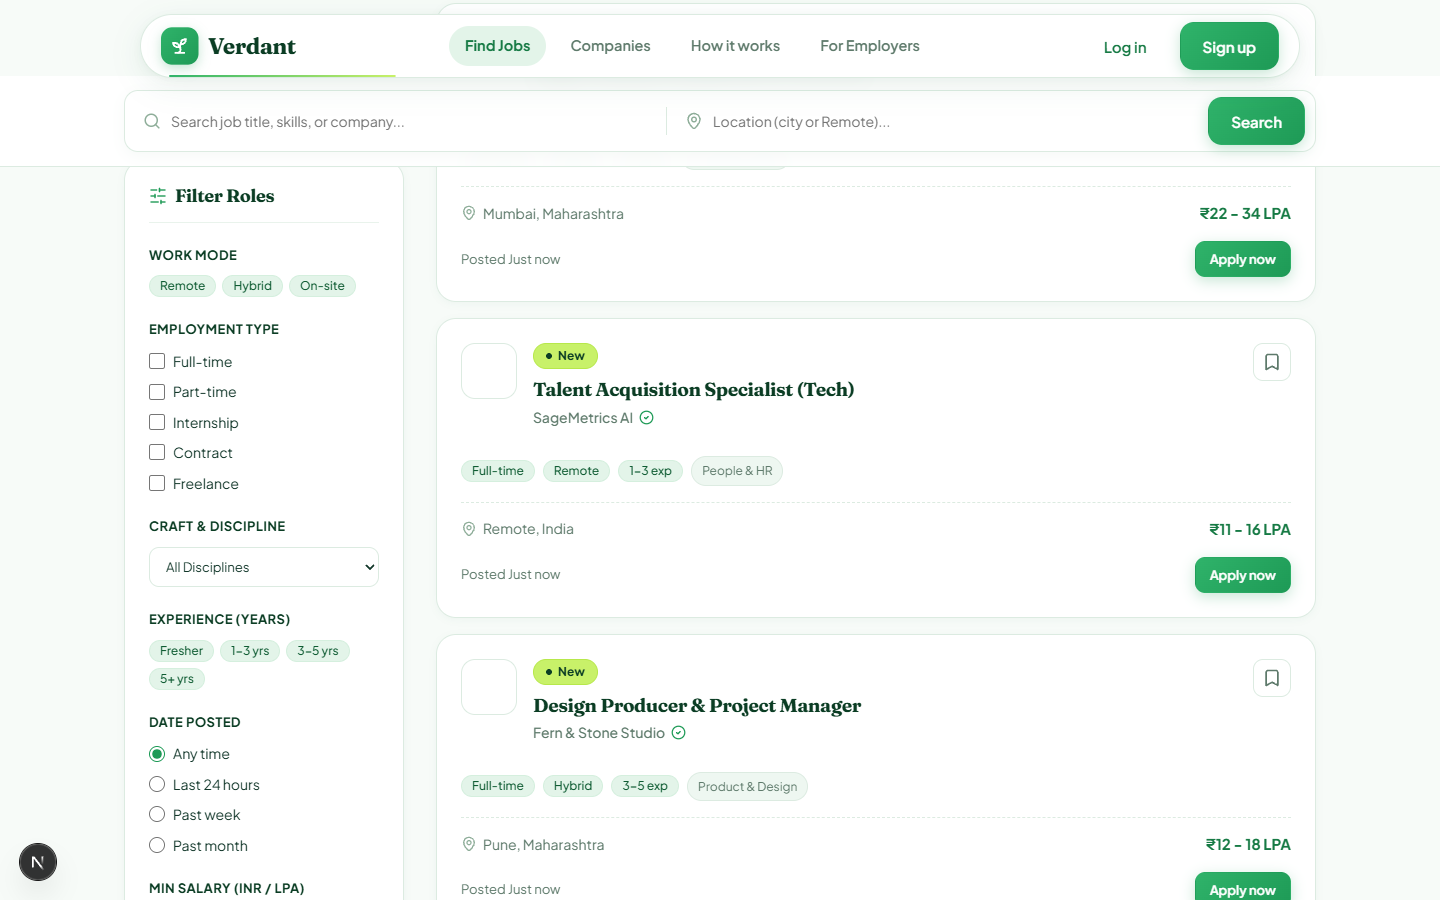 Verdant
Find Jobs
Companies
How it works
For Employers
Log in
Sign up
Search job title, skills, or company...
Location (city or Remote)...
Search
Filter Roles
WORK MODE
Remote
Hybrid
On-site
EMPLOYMENT TYPE
Full-time
Part-time
Internship
Contract
Freelance
CRAFT & DISCIPLINE
All Disciplines
EXPERIENCE (YEARS)
Fresher
1–3 yrs
3–5 yrs
5+ yrs
DATE POSTED
Any time
Last 24 hours
Past week
Past month
MIN SALARY (INR / LPA)
Mumbai, Maharashtra
₹22 – 34 LPA
Posted Just now
Apply now
New
Talent Acquisition Specialist (Tech)
SageMetrics AI
Full-time
Remote
1–3 exp
People & HR
Remote, India
₹11 – 16 LPA
Posted Just now
Apply now
New
Design Producer & Project Manager
Fern & Stone Studio
Full-time
Hybrid
3–5 exp
Product & Design
Pune, Maharashtra
₹12 – 18 LPA
Posted Just now
Apply now
N